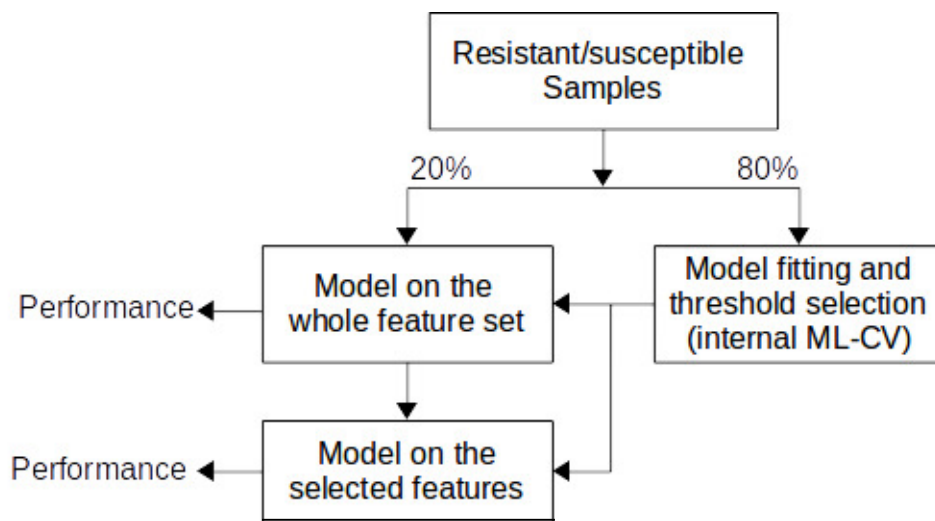 Resistant/susceptible
Samples
20%
80%
Model on the
whole feature set
Model fitting and
threshold selection
(internal ML-CV)
Performance
Model on the
selected features
Performance